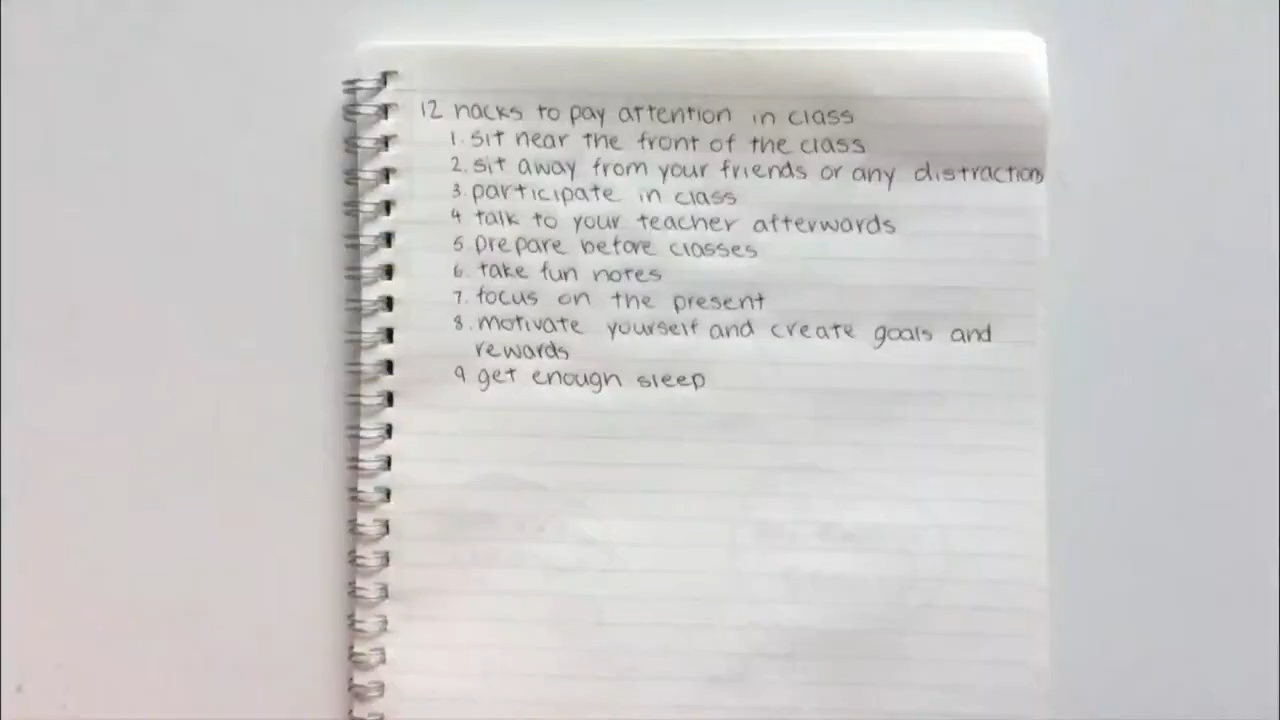 12 hacks to pay attention in class
1. sit near the front of the class
2. sit away from your friends or any distractions
3. participate in class
4 talk to your teacher afterwards
5 prepare before classes
6. take fun notes
7. focus on the present
8. motivate yourself and create goals and
rewards
9 get enough sleep